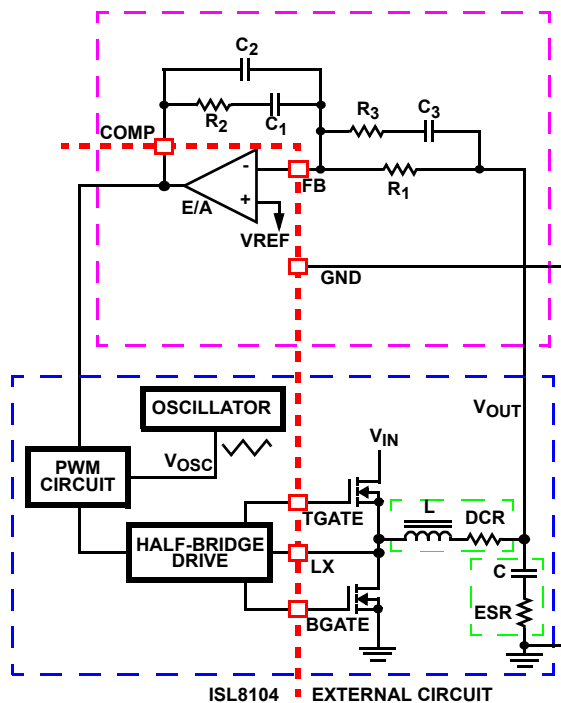 C2
R2
C1
R3
C3
COMP
-
FB
R1
E/A
+
VREF
GND
OSCILLATOR
VOUT
VIN
PWM
CIRCUIT
VOSC
TGATE
L
DCR
HALF-BRIDGE
DRIVE
LX
C
BGATE
ESR
ISL8104
EXTERNAL CIRCUIT